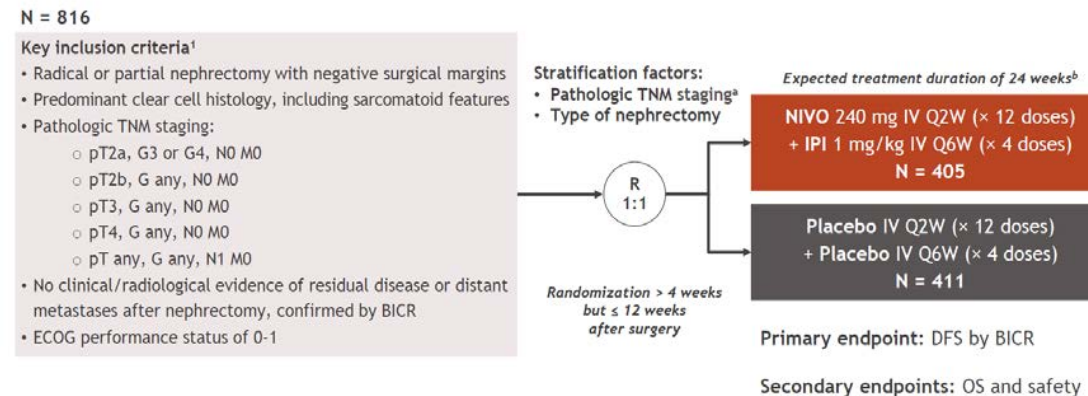 N = 816
Key inclusion criteria¹
• Radical or partial nephrectomy with negative surgical margins
• Predominant clear cell histology, including sarcomatoid features
• Pathologic TNM staging:
○ pT2a, G3 or G4, N0 M0
○ pT2b, G any, N0 M0
○ pT3, G any, N0 M0
○ pT4, G any, N0 M0
○ pT any, G any, N1 M0
• No clinical/radiological evidence of residual disease or distant
metastases after nephrectomy, confirmed by BICR
• ECOG performance status of 0-1
Stratification factors:
• Pathologic TNM stagingᵃ
• Type of nephrectomy
R
1:1
Randomization > 4 weeks
but ≤ 12 weeks
after surgery
Expected treatment duration of 24 weeksᵇ
NIVO 240 mg IV Q2W (× 12 doses)
+ IPI 1 mg/kg IV Q6W (× 4 doses)
N = 405
Placebo IV Q2W (× 12 doses)
+ Placebo IV Q6W (× 4 doses)
N = 411
Primary endpoint: DFS by BICR
Secondary endpoints: OS and safety